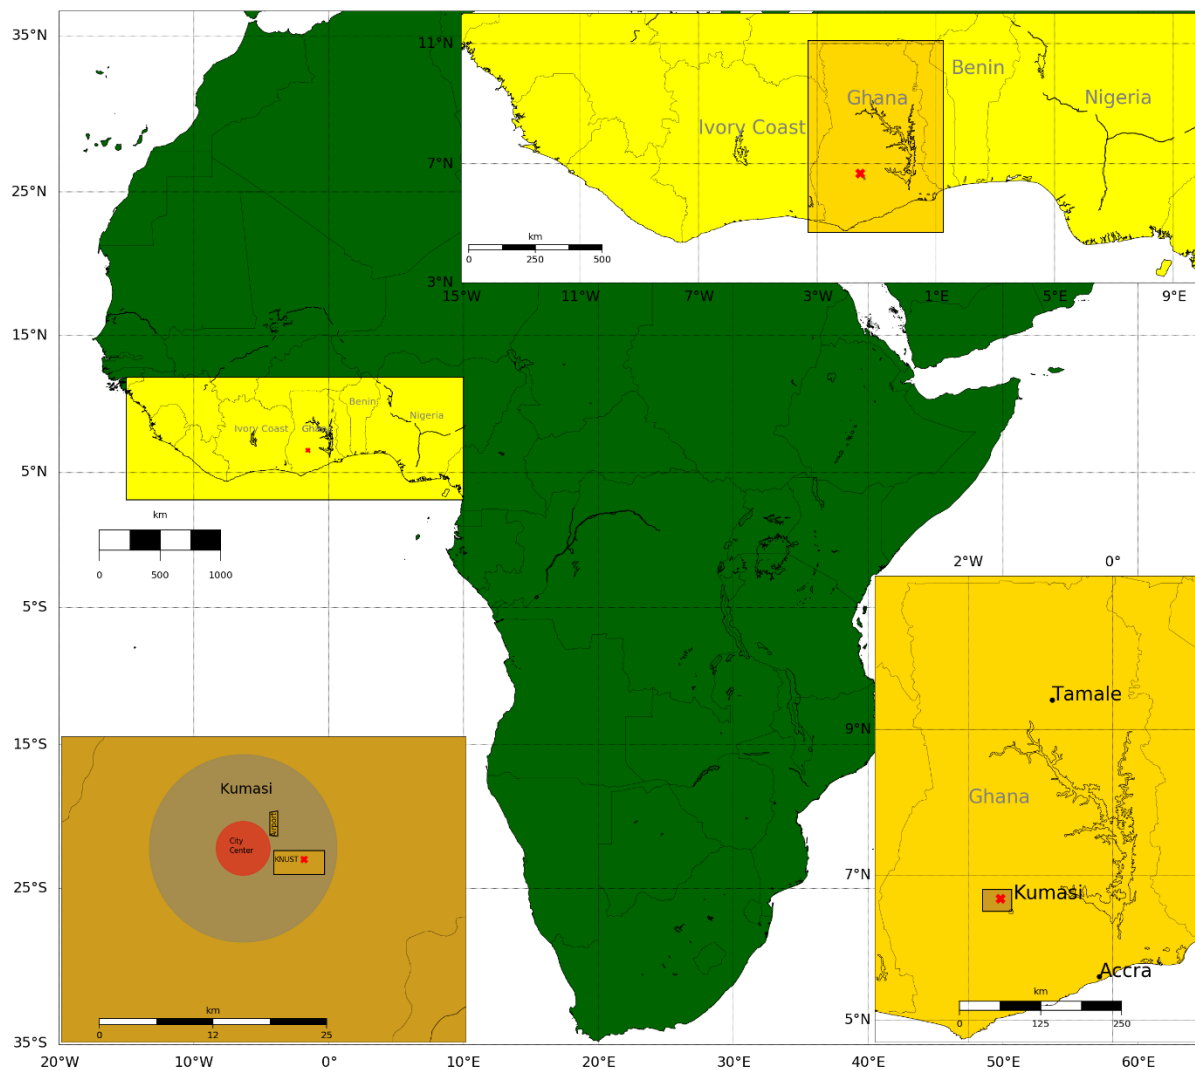 35°N
25°N
15°N
5°N
5°S
15°S
25°S
35°S
20°W
10°W
0°
10°E
20°E
30°E
40°E
50°E
60°E
11°N
7°N
3°N
15°W
11°W
7°W
3°W
1°E
5°E
9°E
Ivory Coast
Ghana
Benin
Nigeria
km
0
250
500
Ivory Coast
Ghana
Benin
Nigeria
km
0
500
1000
2°W
0°
9°N
7°N
5°N
Tamale
Ghana
Kumasi
Accra
km
0
125
250
Kumasi
Airport
City
Center
KNUST
km
0
12
25